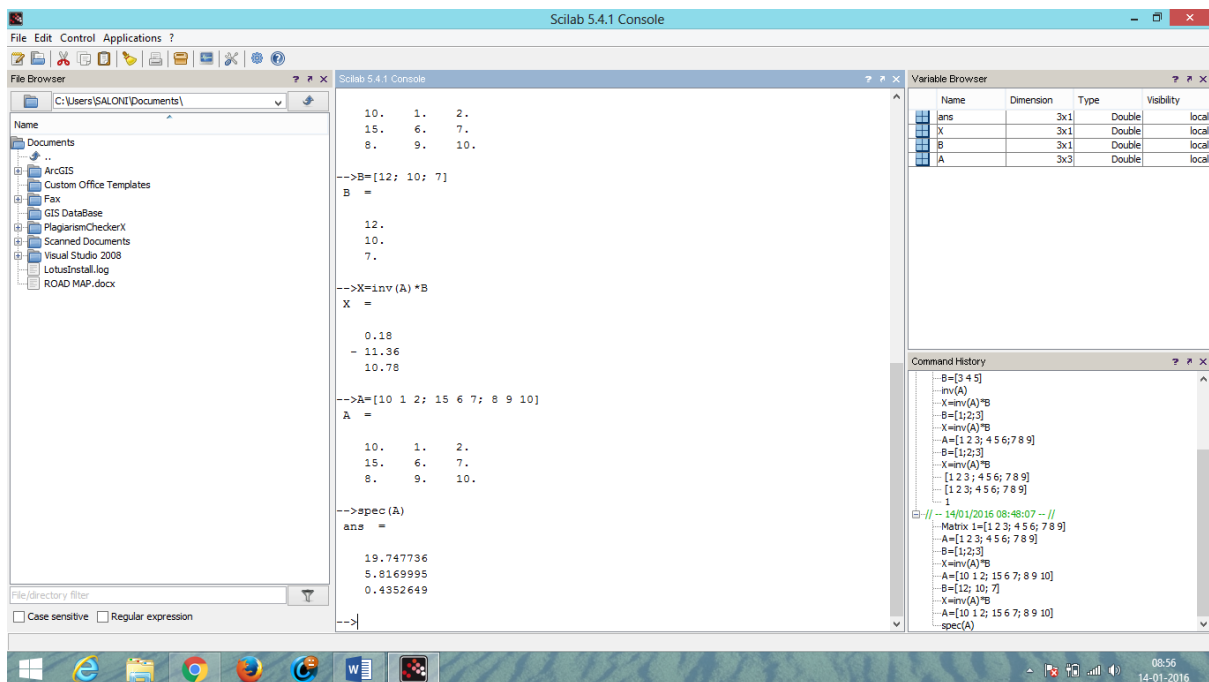 Scilab 5.4.1 Console
File Edit Control Applications ?
File Browser ? X
C:\Users\SALONI\Documents\
Name
Documents
..
ArcGIS
Custom Office Templates
Fax
GIS DataBase
PlagiarismCheckerX
Scanned Documents
Visual Studio 2008
LotusInstall.log
ROAD MAP.docx
File/directory filter
Case sensitive Regular expression
Scilab 5.4.1 Console ? X
10. 1. 2.
15. 6. 7.
8. 9. 10.
-->B=[12; 10; 7]
B =
12.
10.
7.
-->X=inv(A)*B
X =
0.18
- 11.36
10.78
-->A=[10 1 2; 15 6 7; 8 9 10]
A =
10. 1. 2.
15. 6. 7.
8. 9. 10.
-->spec(A)
ans =
19.747736
5.8169995
0.4352649
-->
Variable Browser ? X
Name Dimension Type Visibility
ans 3x1 Double local
X 3x1 Double local
B 3x1 Double local
A 3x3 Double local
Command History ? X
B=[3 4 5]
inv(A)
X=inv(A)*B
B=[1;2;3]
X=inv(A)*B
A=[1 2 3; 4 5 6;7 8 9]
B=[1;2;3]
X=inv(A)*B
[1 2 3 ; 4 5 6; 7 8 9]
[1 2 3; 4 5 6; 7 8 9]
1
// -- 14/01/2016 08:48:07 -- //
Matrix 1=[1 2 3; 4 5 6; 7 8 9]
A=[1 2 3; 4 5 6; 7 8 9]
B=[1;2;3]
X=inv(A)*B
A=[10 1 2; 15 6 7; 8 9 10]
B=[12; 10; 7]
X=inv(A)*B
A=[10 1 2; 15 6 7; 8 9 10]
spec(A)
08:56
14-01-2016